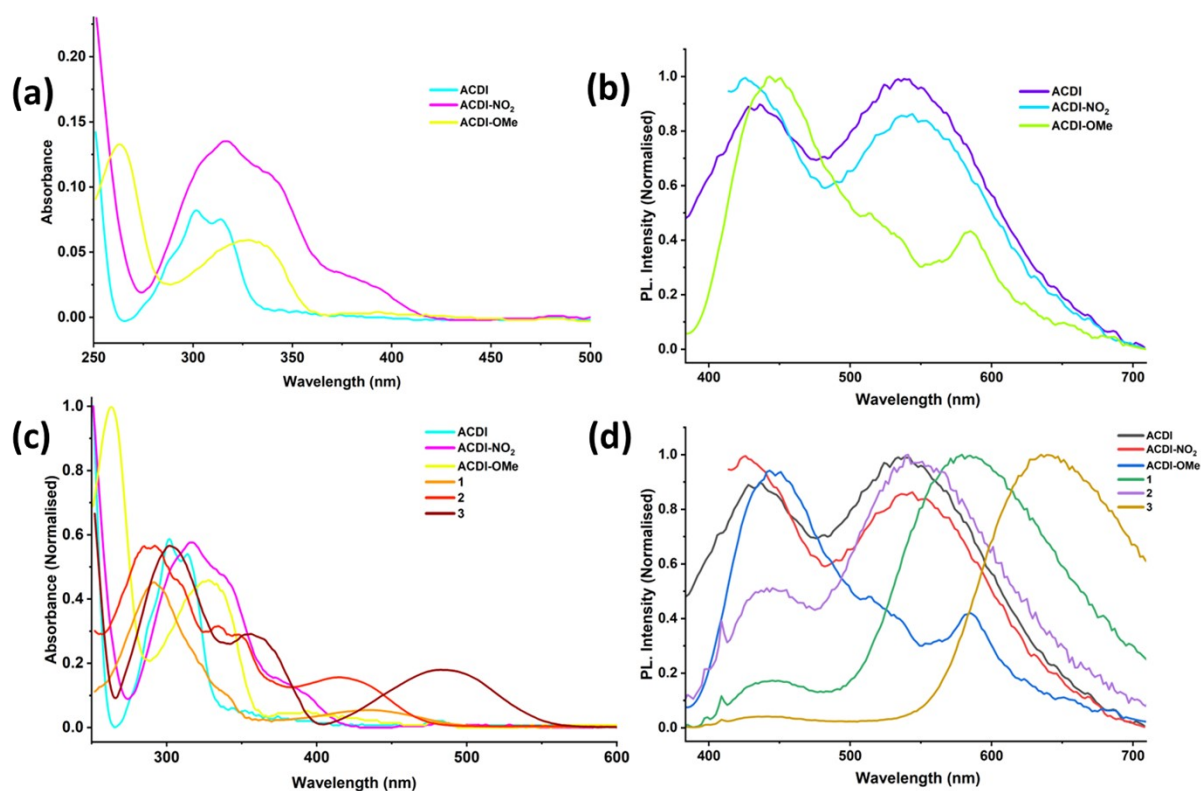 (a)
Absorbance
0.20
0.15
0.10
0.05
0.00
250
300
350
400
450
500
Wavelength (nm)
ACDI
ACDI-NO₂
ACDI-OMe
(b)
PL. Intensity (Normalised)
1.0
0.8
0.6
0.4
0.2
0.0
400
500
600
700
Wavelength (nm)
ACDI
ACDI-NO₂
ACDI-OMe
(c)
Absorbance (Normalised)
1.0
0.8
0.6
0.4
0.2
0.0
300
400
500
600
Wavelength (nm)
ACDI
ACDI-NO₂
ACDI-OMe
1
2
3
(d)
PL. Intensity (Normalised)
1.0
0.8
0.6
0.4
0.2
0.0
400
500
600
700
Wavelength (nm)
ACDI
ACDI-NO₂
ACDI-OMe
1
2
3